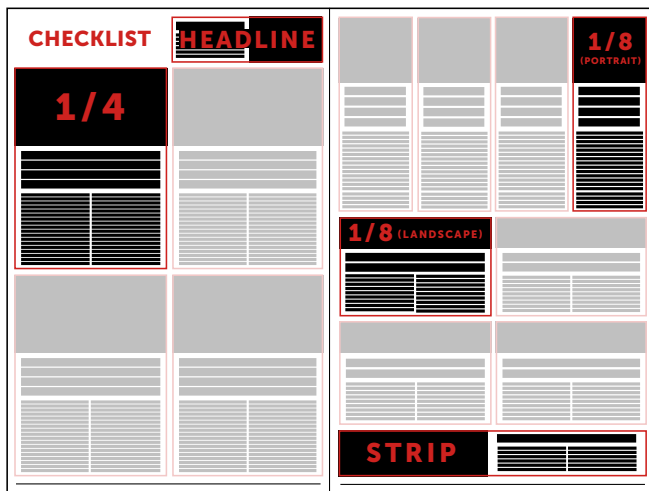 CHECKLIST
HEADLINE
1/4
1/8
(PORTRAIT)
1/8 (LANDSCAPE)
STRIP